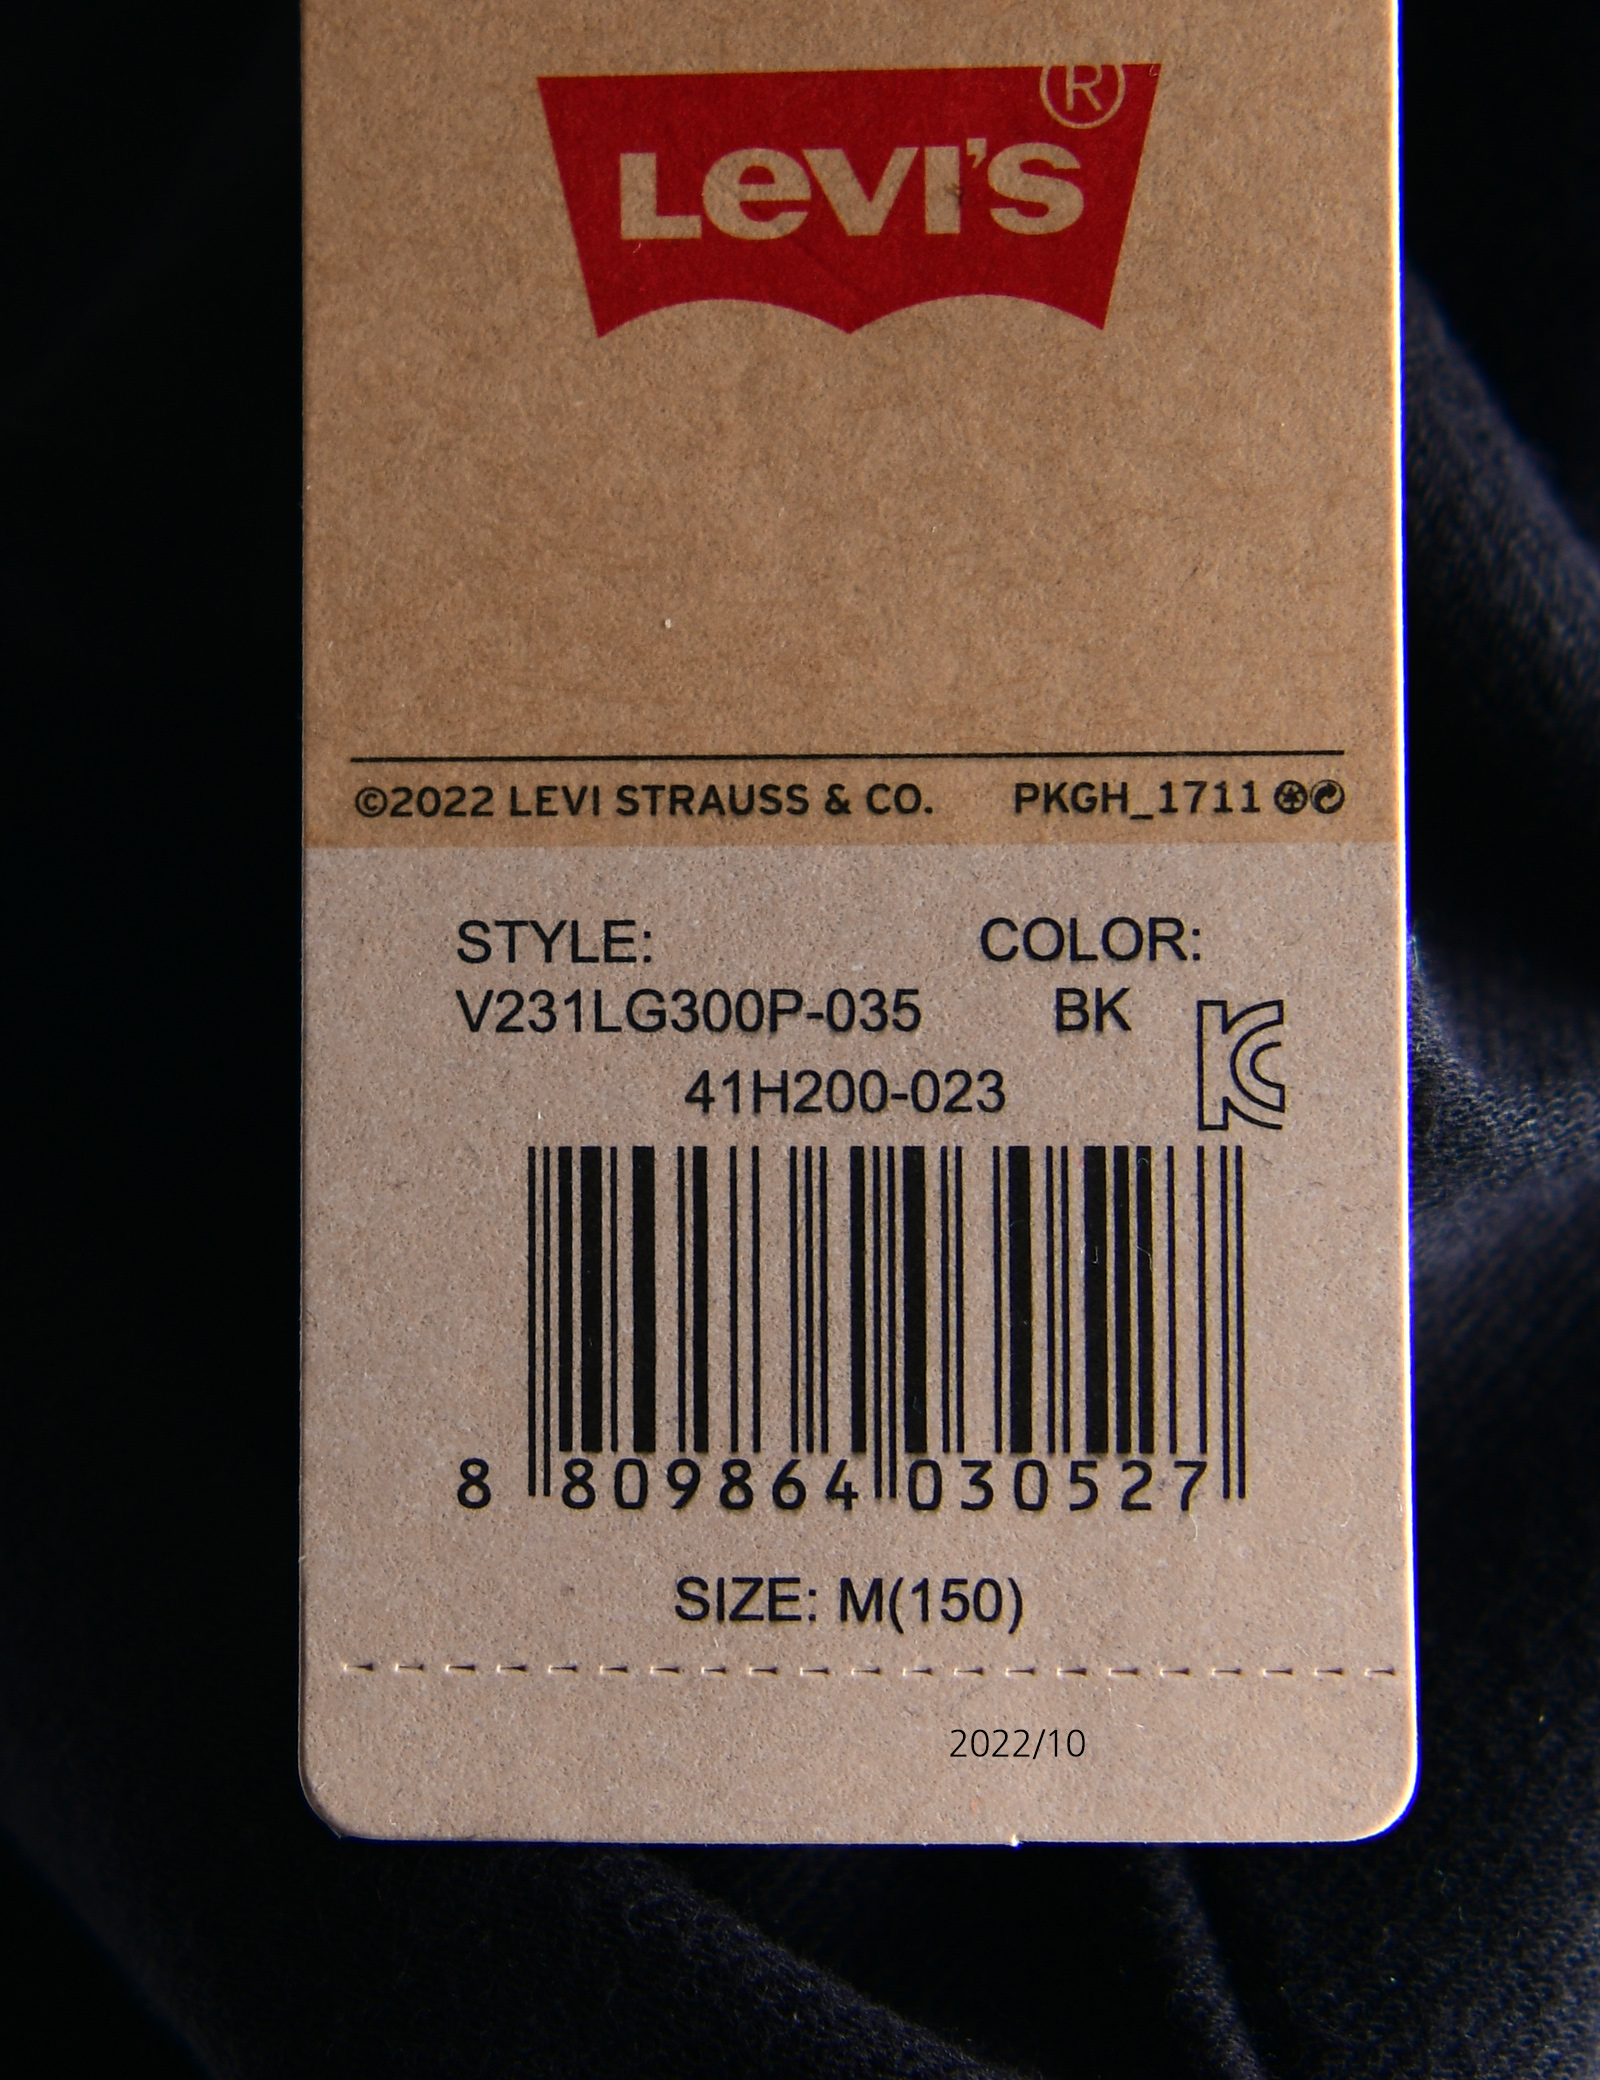 LEVI'S ®
©2022 LEVI STRAUSS & CO. PKGH_1711
STYLE: COLOR:
V231LG300P-035 BK
41H200-023
8 809864 030527
SIZE: M(150)
2022/10